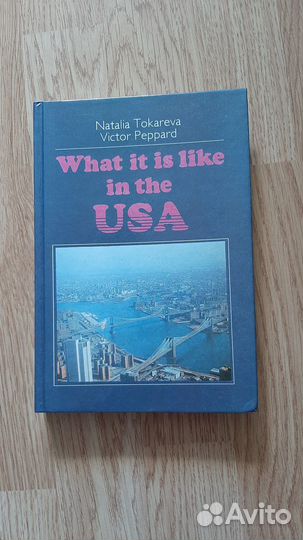 Natalia Tokareva
Victor Peppard
What it is like
in the
USA
Avito